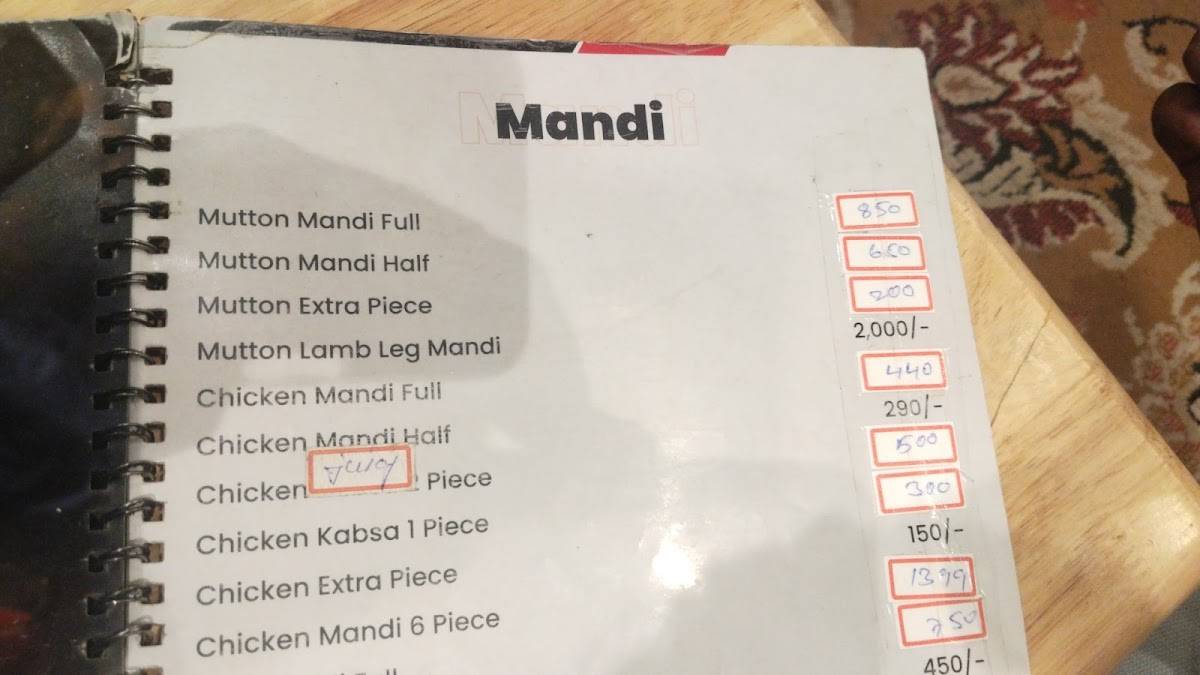 Mandi
Mutton Mandi Full 850
Mutton Mandi Half 650
Mutton Extra Piece 200
Mutton Lamb Leg Mandi 2,000/-
Chicken Mandi Full 440
Chicken Mandi Half 290/-
Chicken Juicy Piece 500
Chicken Kabsa 1 Piece 300
Chicken Extra Piece 150/-
Chicken Mandi 6 Piece 1399
750
450/-